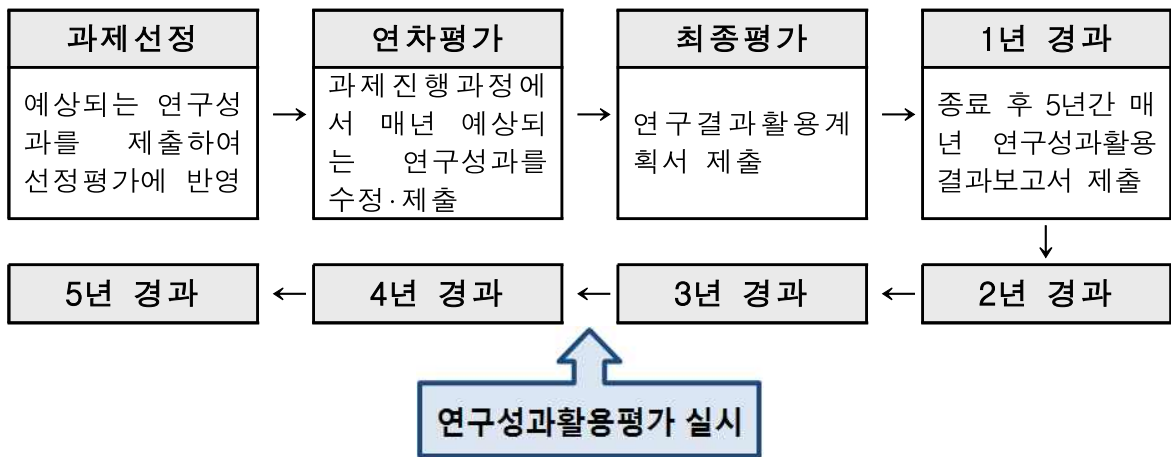 과제선정
예상되는 연구성
과를 제출하여
선정평가에 반영
→
연차평가
과제진행과정에
서 매년 예상되
는 연구성과를
수정·제출
→
최종평가
연구결과활용계
획서 제출
→
1년 경과
종료 후 5년간 매
년 연구성과활용
결과보고서 제출
↓
5년 경과 ← 4년 경과 ← 3년 경과 ← 2년 경과
연구성과활용평가 실시